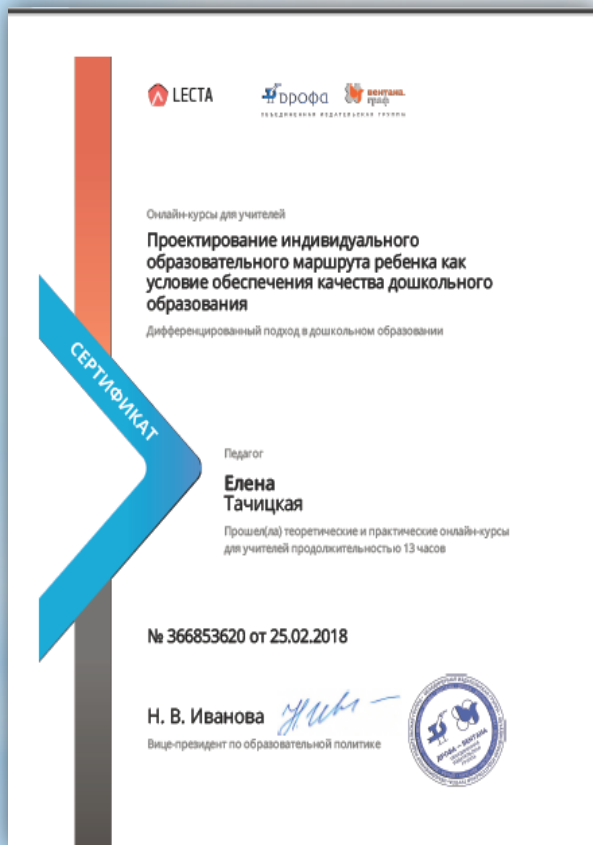 LECTA
дрофа
вентана
граф
ОБЪЕДИНЕННАЯ ИЗДАТЕЛЬСКАЯ ГРУППА
Онлайн-курсы для учителей
Проектирование индивидуального
образовательного маршрута ребенка как
условие обеспечения качества дошкольного
образования
Дифференцированный подход в дошкольном образовании
СЕРТИФИКАТ
Педагог
Елена
Тачицкая
Прошел(ла) теоретические и практические онлайн-курсы
для учителей продолжительностью 13 часов
№ 366853620 от 25.02.2018
Н. В. Иванова
Вице-президент по образовательной политике
ДРОФА – ВЕНТАНА